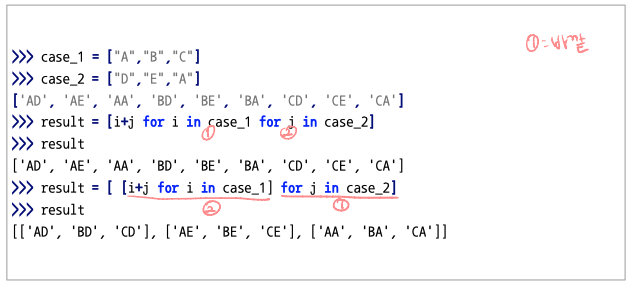 ①=바깥
>>> case_1 = ["A","B","C"]
>>> case_2 = ["D","E","A"]
['AD', 'AE', 'AA', 'BD', 'BE', 'BA', 'CD', 'CE', 'CA']
>>> result = [i+j for i in case_1 for j in case_2]
① ②
>>> result
['AD', 'AE', 'AA', 'BD', 'BE', 'BA', 'CD', 'CE', 'CA']
>>> result = [ [i+j for i in case_1] for j in case_2]
② ①
>>> result
[['AD', 'BD', 'CD'], ['AE', 'BE', 'CE'], ['AA', 'BA', 'CA']]